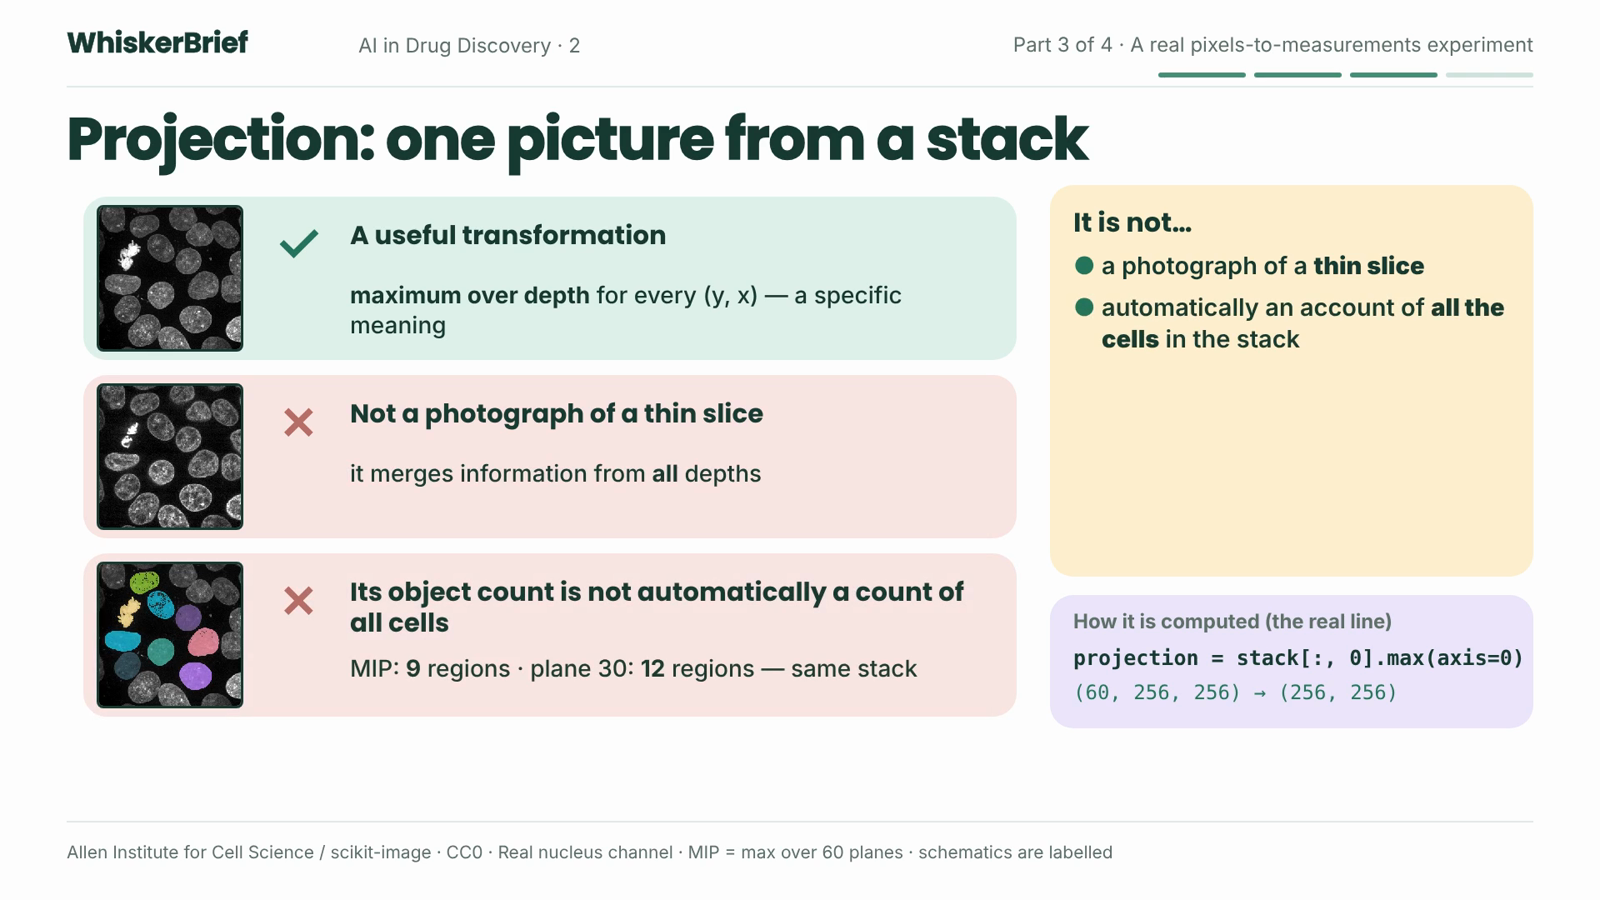 WhiskerBrief
AI in Drug Discovery · 2
Part 3 of 4 · A real pixels-to-measurements experiment
Projection: one picture from a stack
A useful transformation
maximum over depth for every (y, x) — a specific
meaning
Not a photograph of a thin slice
it merges information from all depths
Its object count is not automatically a count of
all cells
MIP: 9 regions · plane 30: 12 regions — same stack
It is not…
a photograph of a thin slice
automatically an account of all the
cells in the stack
How it is computed (the real line)
projection = stack[:, 0].max(axis=0)
(60, 256, 256) → (256, 256)
Allen Institute for Cell Science / scikit-image · CC0 · Real nucleus channel · MIP = max over 60 planes · schematics are labelled